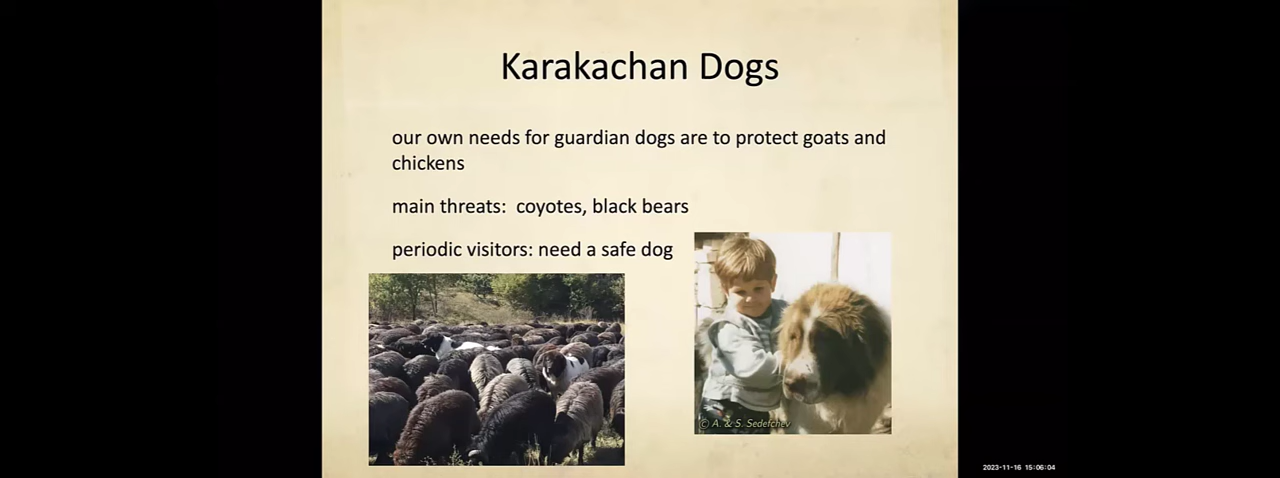 Karakachan Dogs
our own needs for guardian dogs are to protect goats and
chickens
main threats:  coyotes, black bears
periodic visitors: need a safe dog
© A. & S. Sedefchev
2023-11-16 15:06:04